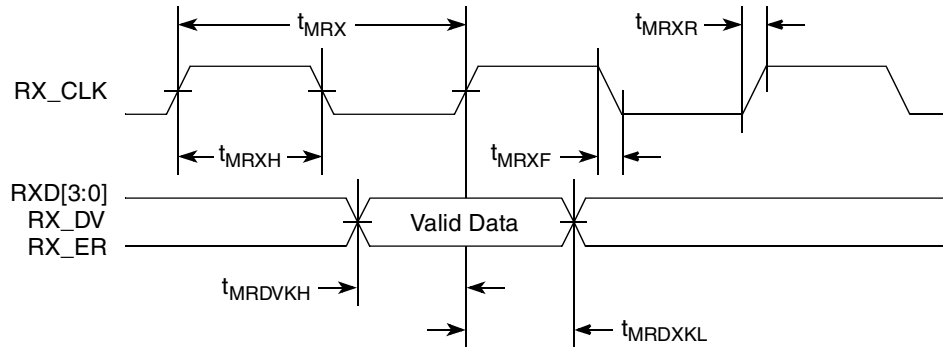 tMRX
tMRXR
RX_CLK
tMRXH
tMRXF
RXD[3:0]
RX_DV
Valid Data
RX_ER
tMRDVKH
tMRDXKL